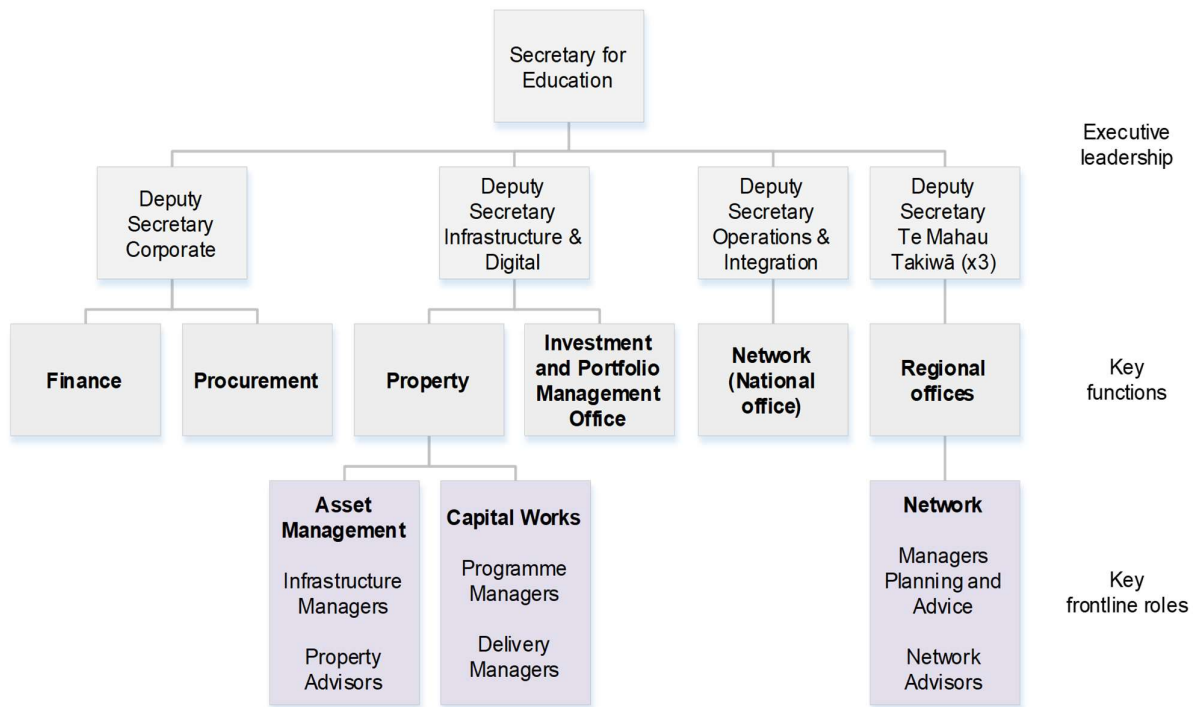 Secretary for
Education
Executive
leadership
Deputy
Secretary
Corporate
Deputy
Secretary
Infrastructure &
Digital
Deputy
Secretary
Operations &
Integration
Deputy
Secretary
Te Mahau
Takiwā (x3)
Finance
Procurement
Property
Investment
and Portfolio
Management
Office
Network
(National
office)
Regional
offices
Key
functions
Asset
Management
Infrastructure
Managers
Property
Advisors
Capital Works
Programme
Managers
Delivery
Managers
Network
Managers
Planning and
Advice
Network
Advisors
Key
frontline roles